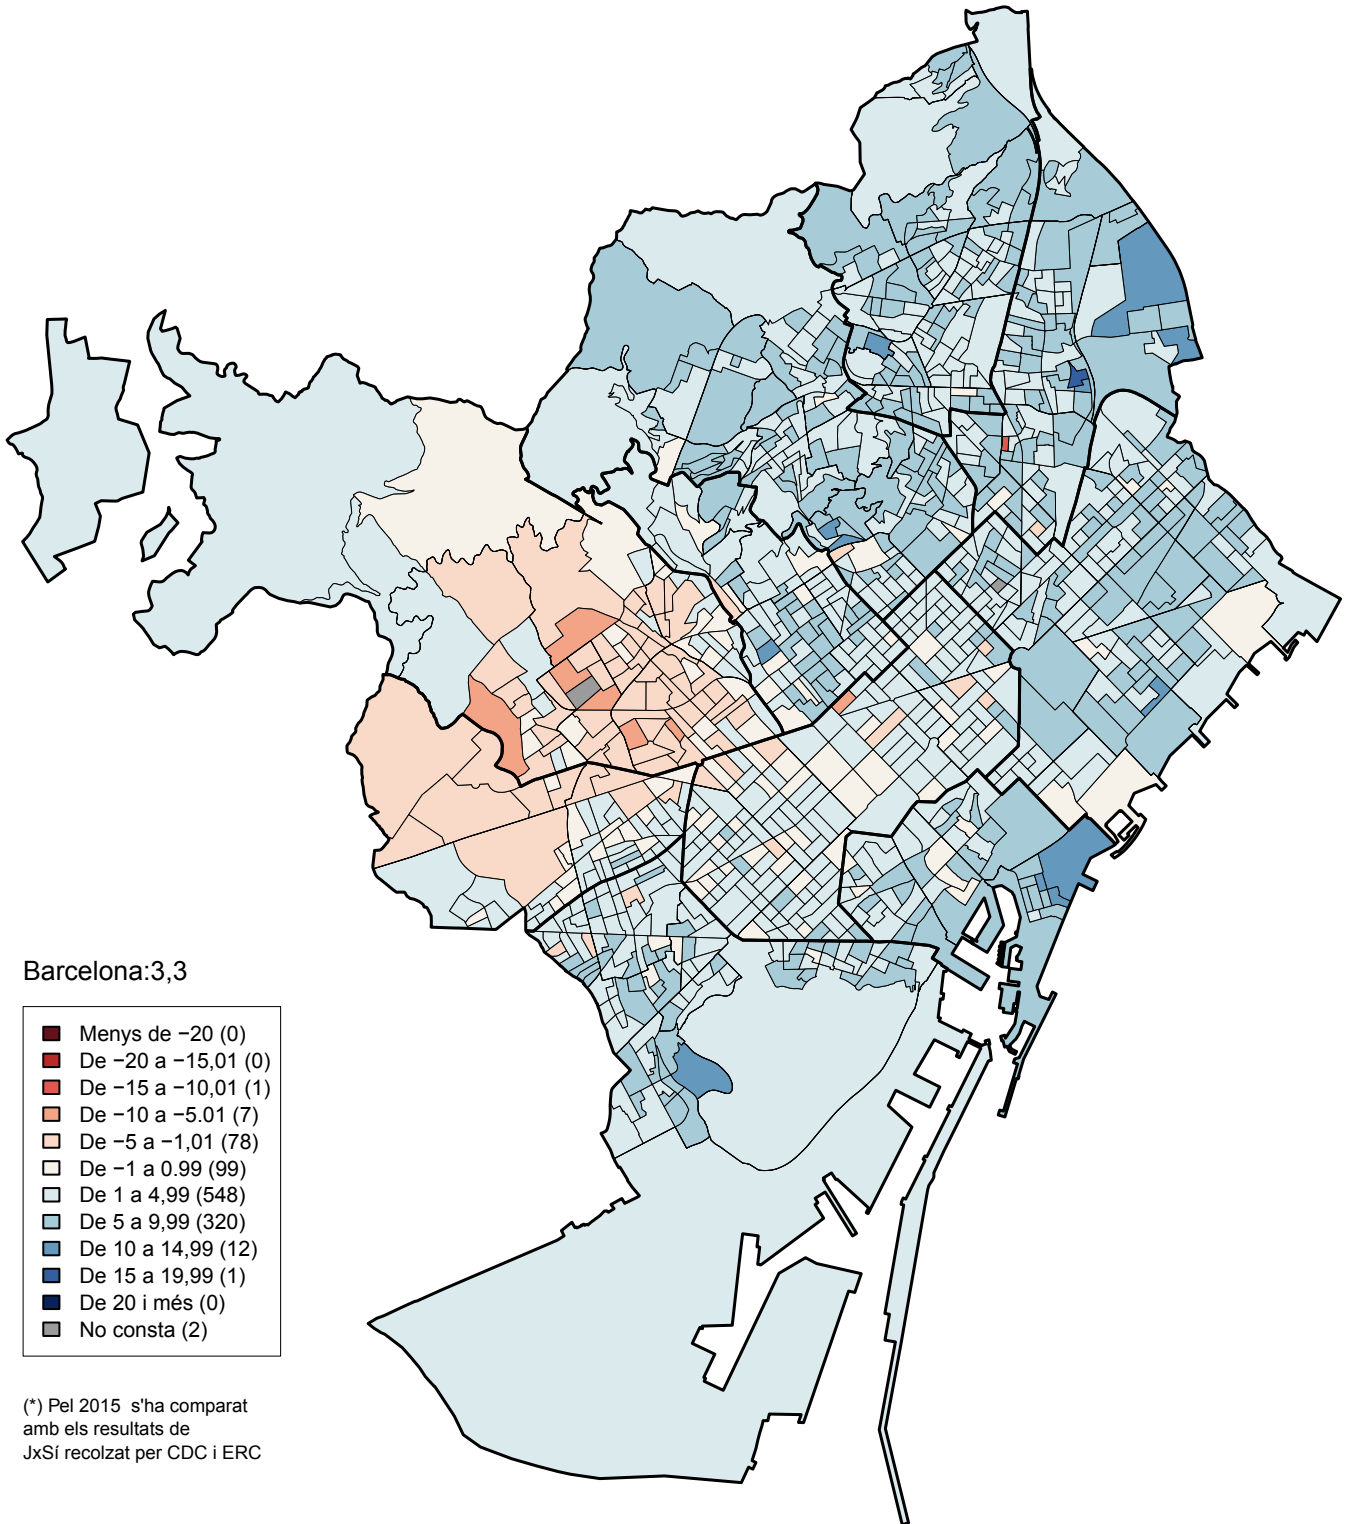 Barcelona:3,3
Menys de −20 (0)
De −20 a −15,01 (0)
De −15 a −10,01 (1)
De −10 a −5.01 (7)
De −5 a −1,01 (78)
De −1 a 0.99 (99)
De 1 a 4,99 (548)
De 5 a 9,99 (320)
De 10 a 14,99 (12)
De 15 a 19,99 (1)
De 20 i més (0)
No consta (2)
(*) Pel 2015 s'ha comparat
amb els resultats de
JxSí recolzat per CDC i ERC